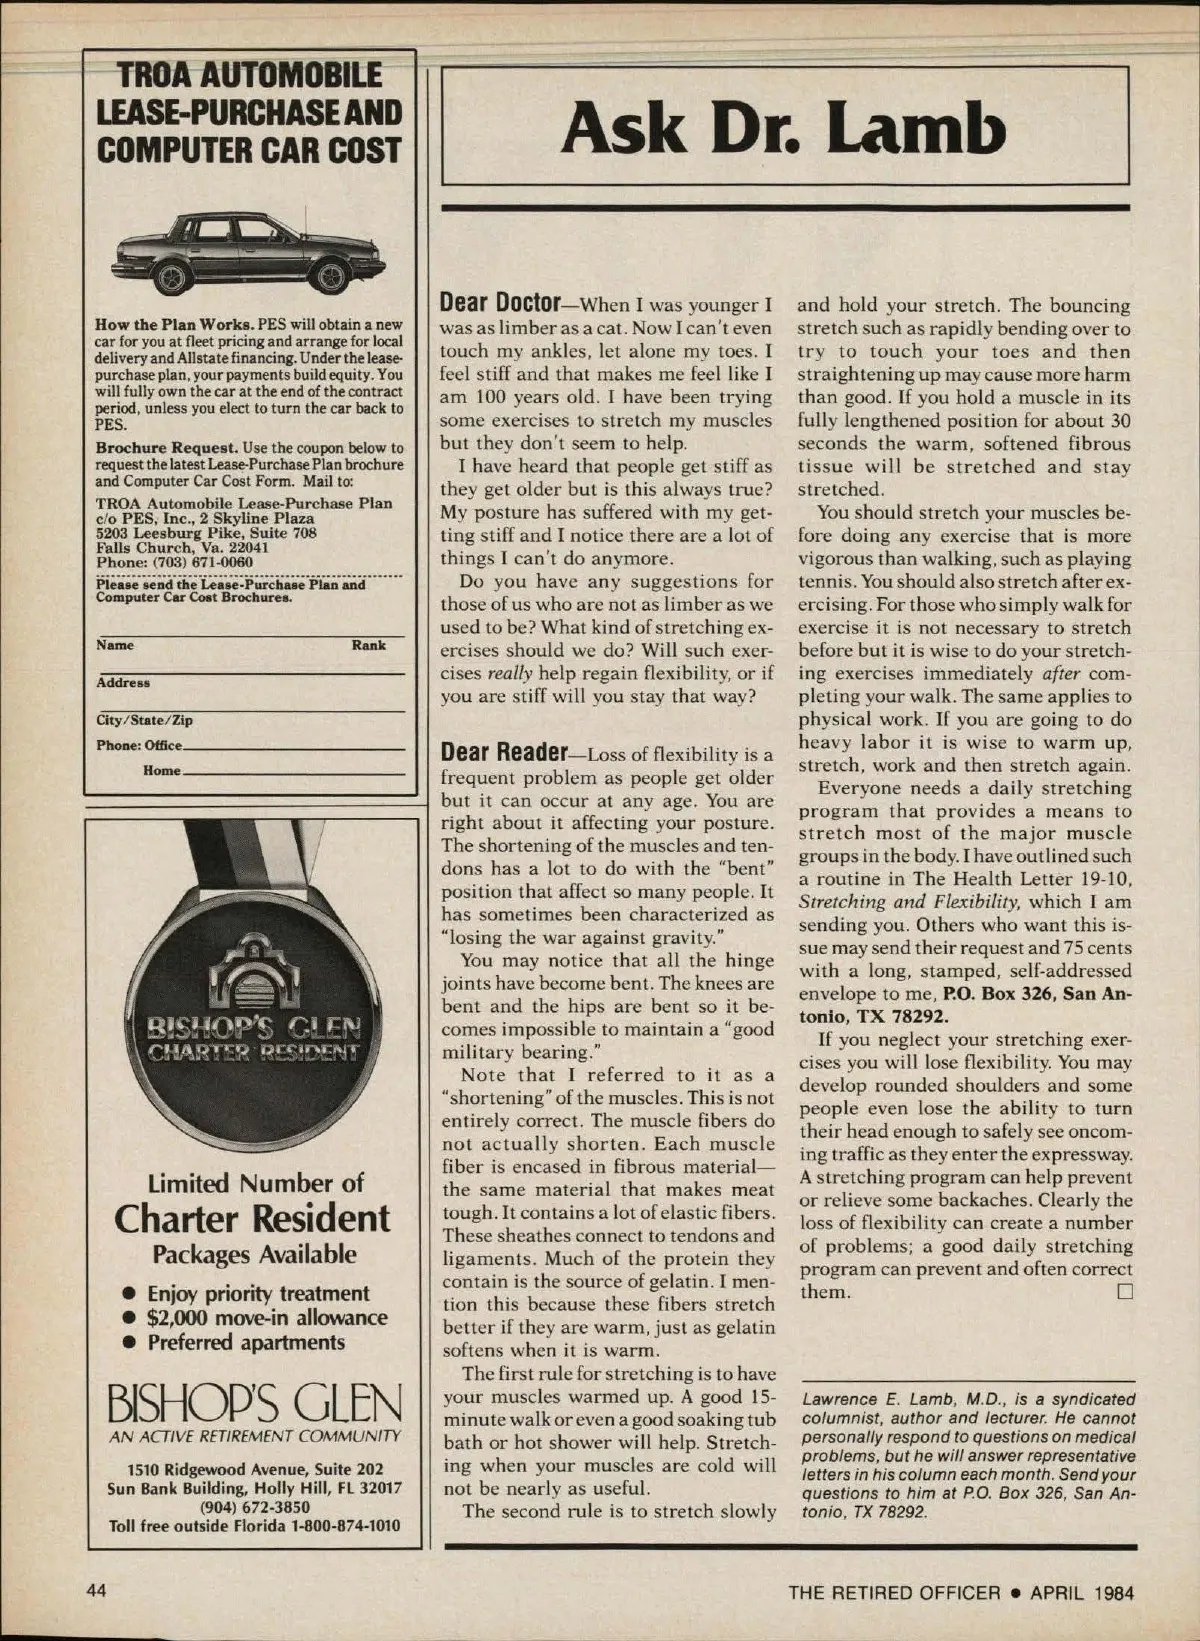 TROA AUTOMOBILE
LEASE-PURCHASE AND
COMPUTER CAR COST
How the Plan Works. PES will obtain a new
car for you at fleet pricing and arrange for local
delivery and Allstate financing. Under the lease-
purchase plan, your payments build equity. You
will fully own the car at the end of the contract
period, unless you elect to turn the car back to
PES.
Brochure Request. Use the coupon below to
request the latest Lease-Purchase Plan brochure
and Computer Car Cost Form. Mail to:
TROA Automobile Lease-Purchase Plan
c/o PES, Inc., 2 Skyline Plaza
5203 Leesburg Pike, Suite 708
Falls Church, Va. 22041
Phone: (703) 671-0060
Please send the Lease-Purchase Plan and
Computer Car Cost Brochures.
Name Rank
Address
City/State/Zip
Phone: Office
Home
BISHOP'S GLEN
CHARTER RESIDENT
Limited Number of
Charter Resident
Packages Available
● Enjoy priority treatment
● $2,000 move-in allowance
● Preferred apartments
BISHOP'S GLEN
AN ACTIVE RETIREMENT COMMUNITY
1510 Ridgewood Avenue, Suite 202
Sun Bank Building, Holly Hill, FL 32017
(904) 672-3850
Toll free outside Florida 1-800-874-1010
Ask Dr. Lamb
Dear Doctor—When I was younger I
was as limber as a cat. Now I can't even
touch my ankles, let alone my toes. I
feel stiff and that makes me feel like I
am 100 years old. I have been trying
some exercises to stretch my muscles
but they don't seem to help.
I have heard that people get stiff as
they get older but is this always true?
My posture has suffered with my get-
ting stiff and I notice there are a lot of
things I can't do anymore.
Do you have any suggestions for
those of us who are not as limber as we
used to be? What kind of stretching ex-
ercises should we do? Will such exer-
cises really help regain flexibility, or if
you are stiff will you stay that way?
Dear Reader—Loss of flexibility is a
frequent problem as people get older
but it can occur at any age. You are
right about it affecting your posture.
The shortening of the muscles and ten-
dons has a lot to do with the "bent"
position that affect so many people. It
has sometimes been characterized as
"losing the war against gravity."
You may notice that all the hinge
joints have become bent. The knees are
bent and the hips are bent so it be-
comes impossible to maintain a "good
military bearing."
Note that I referred to it as a
"shortening" of the muscles. This is not
entirely correct. The muscle fibers do
not actually shorten. Each muscle
fiber is encased in fibrous material—
the same material that makes meat
tough. It contains a lot of elastic fibers.
These sheathes connect to tendons and
ligaments. Much of the protein they
contain is the source of gelatin. I men-
tion this because these fibers stretch
better if they are warm, just as gelatin
softens when it is warm.
The first rule for stretching is to have
your muscles warmed up. A good 15-
minute walk or even a good soaking tub
bath or hot shower will help. Stretch-
ing when your muscles are cold will
not be nearly as useful.
The second rule is to stretch slowly
and hold your stretch. The bouncing
stretch such as rapidly bending over to
try to touch your toes and then
straightening up may cause more harm
than good. If you hold a muscle in its
fully lengthened position for about 30
seconds the warm, softened fibrous
tissue will be stretched and stay
stretched.
You should stretch your muscles be-
fore doing any exercise that is more
vigorous than walking, such as playing
tennis. You should also stretch after ex-
ercising. For those who simply walk for
exercise it is not necessary to stretch
before but it is wise to do your stretch-
ing exercises immediately after com-
pleting your walk. The same applies to
physical work. If you are going to do
heavy labor it is wise to warm up,
stretch, work and then stretch again.
Everyone needs a daily stretching
program that provides a means to
stretch most of the major muscle
groups in the body. I have outlined such
a routine in The Health Letter 19-10,
Stretching and Flexibility, which I am
sending you. Others who want this is-
sue may send their request and 75 cents
with a long, stamped, self-addressed
envelope to me, P.O. Box 326, San An-
tonio, TX 78292.
If you neglect your stretching exer-
cises you will lose flexibility. You may
develop rounded shoulders and some
people even lose the ability to turn
their head enough to safely see oncom-
ing traffic as they enter the expressway.
A stretching program can help prevent
or relieve some backaches. Clearly the
loss of flexibility can create a number
of problems; a good daily stretching
program can prevent and often correct
them. □
Lawrence E. Lamb, M.D., is a syndicated
columnist, author and lecturer. He cannot
personally respond to questions on medical
problems, but he will answer representative
letters in his column each month. Send your
questions to him at P.O. Box 326, San An-
tonio, TX 78292.
44
THE RETIRED OFFICER ● APRIL 1984